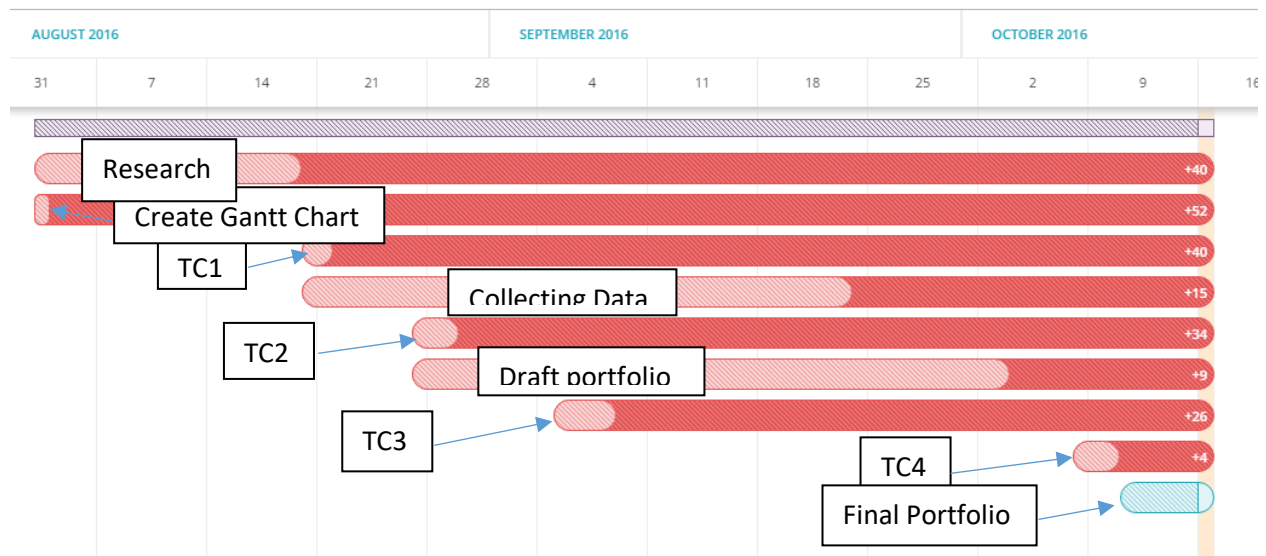 AUGUST 2016 SEPTEMBER 2016 OCTOBER 2016
31 7 14 21 28 4 11 18 25 2 9 16
Research +40
Create Gantt Chart +52
TC1 +40
Collecting Data +15
TC2 +34
Draft portfolio +9
TC3 +26
TC4 +4
Final Portfolio